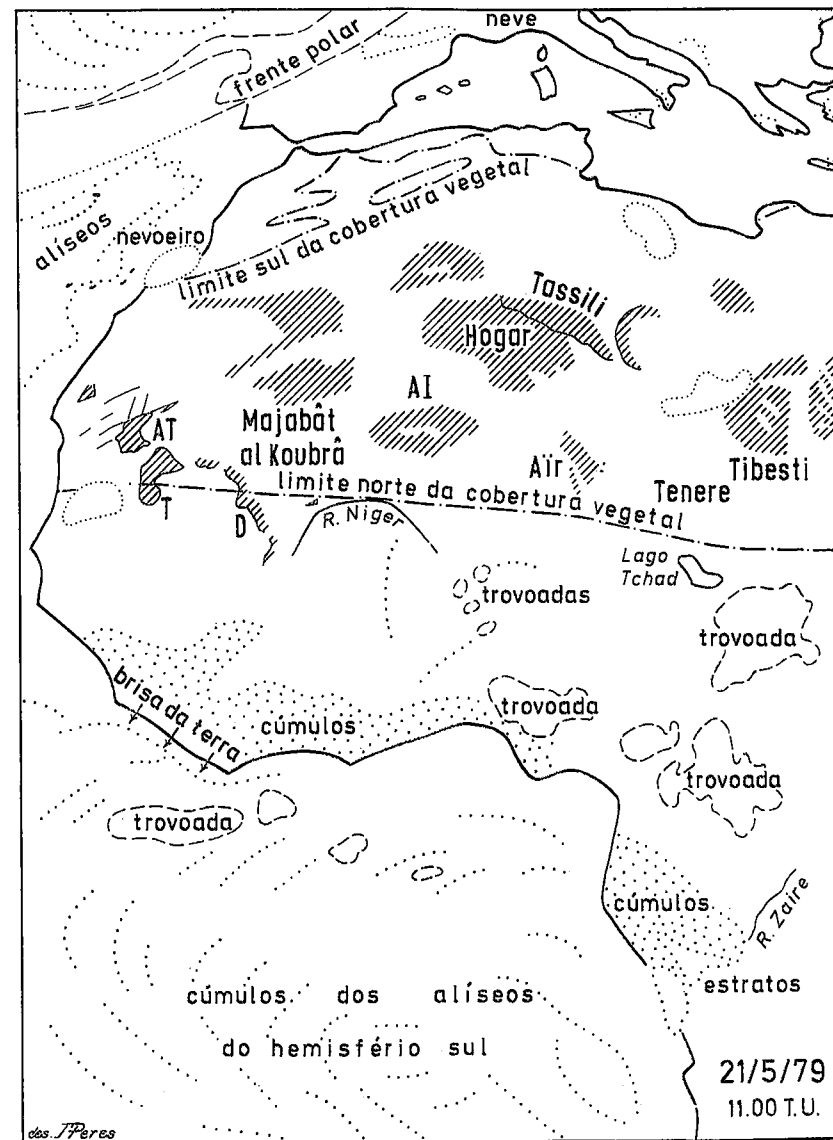 neve
frente polar
alíseos
nevoeiro
limite sul da cobertura vegetal
Tassili
Hogar
AI
AT
Majabât
al Koubrâ
Aïr
Tibesti
Tenere
T
limite norte da cobertura vegetal
D
R. Niger
Lago
Tchad
trovoadas
trovoada
brisa da terra
cúmulos
trovoada
trovoada
trovoada
cúmulos
R. Zaire
estratos
cúmulos dos alíseos
do hemisfério sul
21/5/79
11.00 T.U.
des. J. Peres